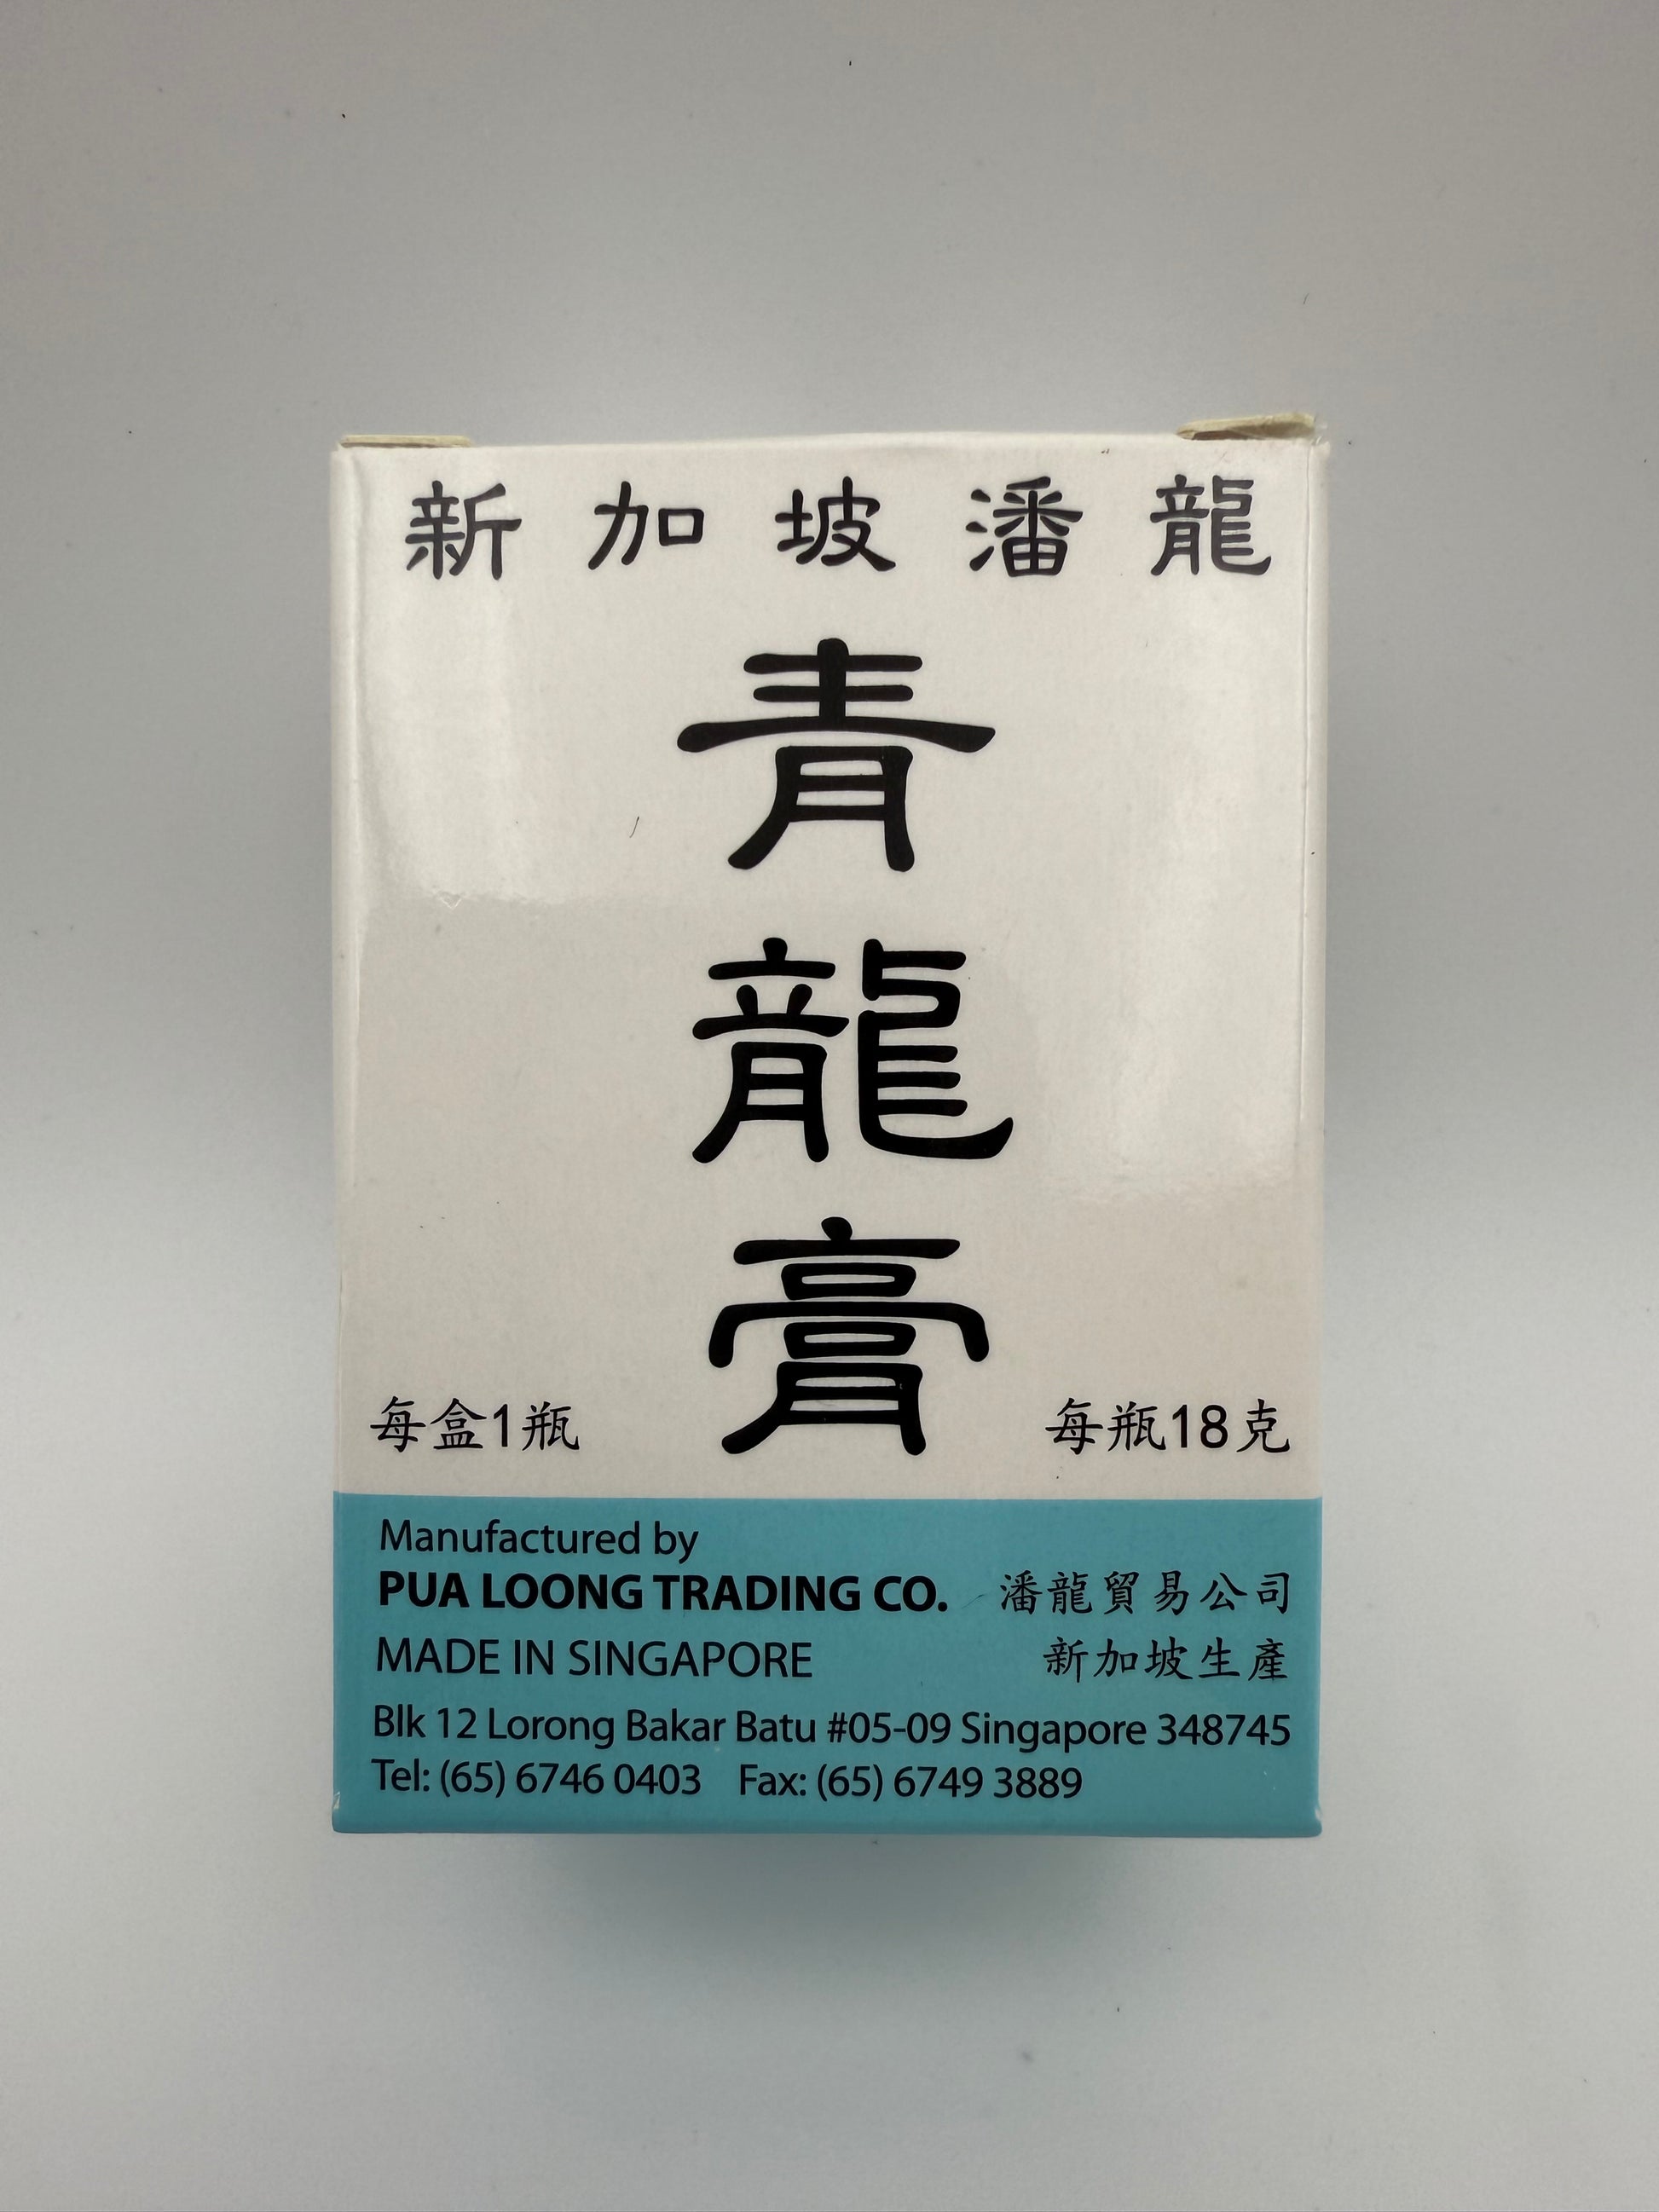 新加坡潘龍
青
龍
膏
每盒1瓶
每瓶18克
Manufactured by
PUA LOONG TRADING CO. 潘龍貿易公司
MADE IN SINGAPORE 新加坡生產
Blk 12 Lorong Bakar Batu #05-09 Singapore 348745
Tel: (65) 6746 0403 Fax: (65) 6749 3889